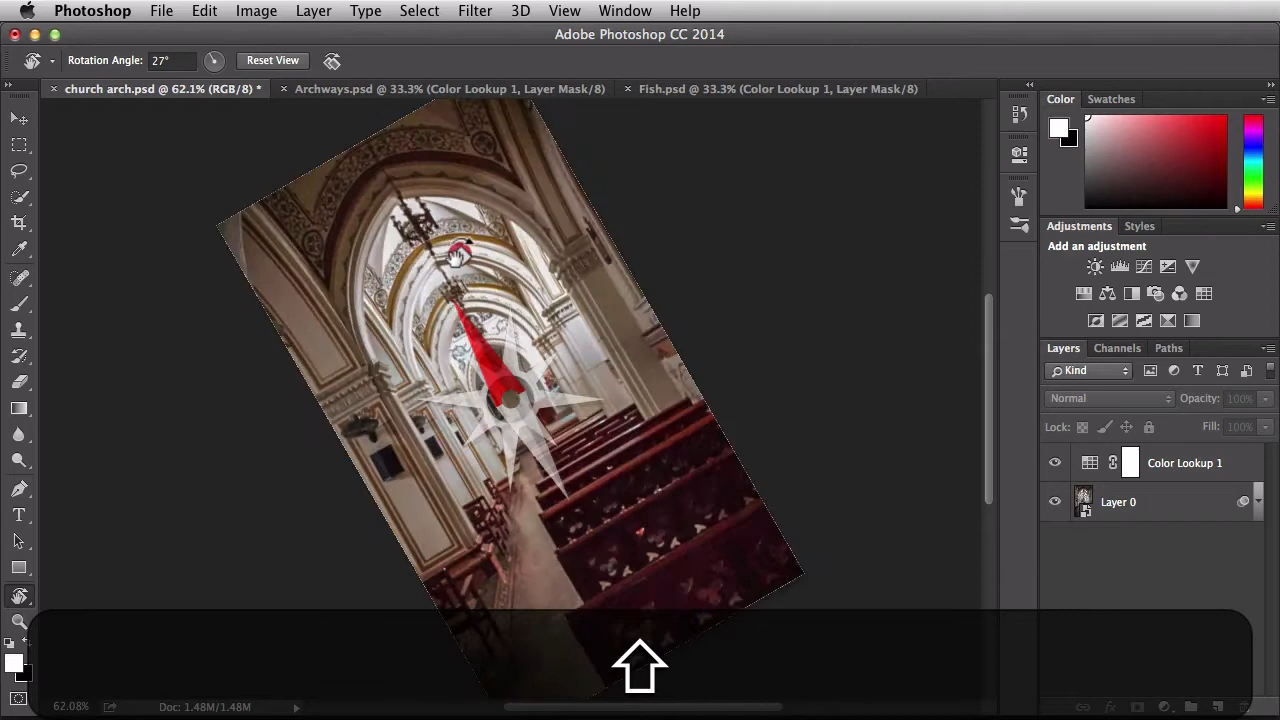 Photoshop File Edit Image Layer Type Select Filter 3D View Window Help
Adobe Photoshop CC 2014
Rotation Angle: 27° Reset View
church arch.psd @ 62.1% (RGB/8) * Archways.psd @ 33.3% (Color Lookup 1, Layer Mask/8) Fish.psd @ 33.3% (Color Lookup 1, Layer Mask/8)
Color Swatches
Adjustments Styles
Add an adjustment
Layers Channels Paths
Kind
Normal Opacity: 100%
Lock: Fill: 100%
Color Lookup 1
Layer 0
62.08% Doc: 1.48M/1.48M